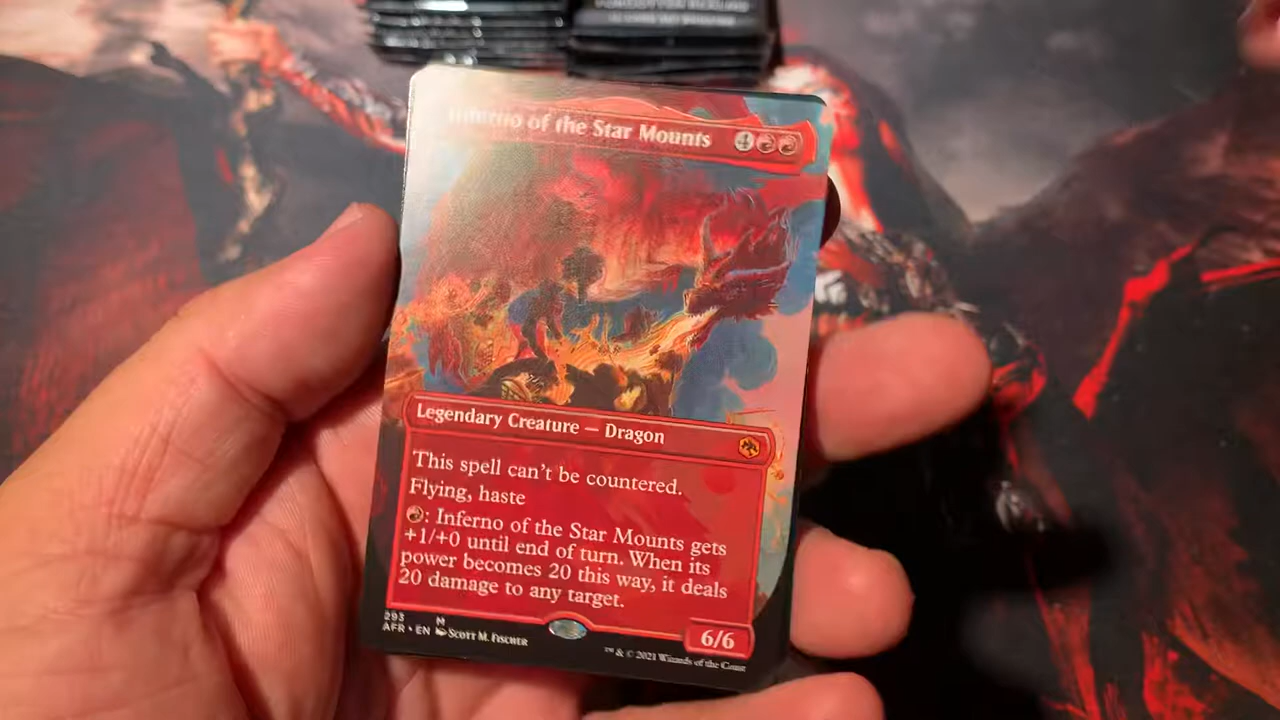 Inferno of the Star Mounts 4
Legendary Creature — Dragon
This spell can't be countered.
Flying, haste
: Inferno of the Star Mounts gets
+1/+0 until end of turn. When its
power becomes 20 this way, it deals
20 damage to any target.
6/6
293 M
AFR • EN Scott M. Fischer
™ & © 2021 Wizards of the Coast